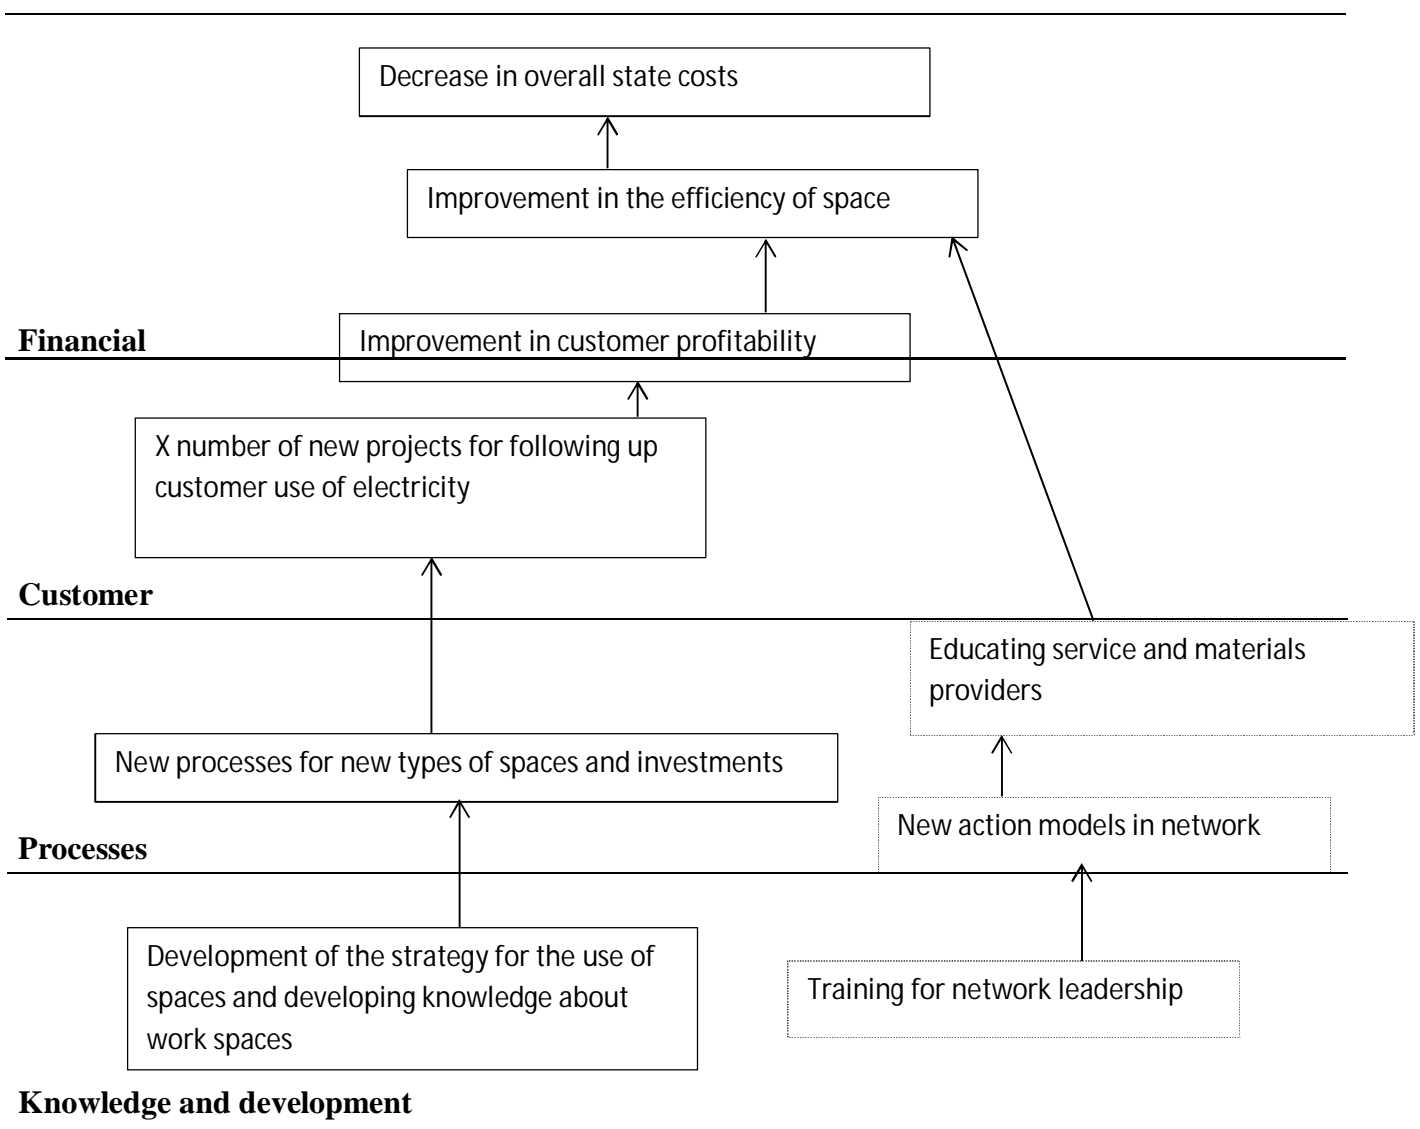 Decrease in overall state costs
Improvement in the efficiency of space
Financial
Improvement in customer profitability
X number of new projects for following up
customer use of electricity
Customer
Educating service and materials
providers
New processes for new types of spaces and investments
New action models in network
Processes
Development of the strategy for the use of
spaces and developing knowledge about
work spaces
Training for network leadership
Knowledge and development